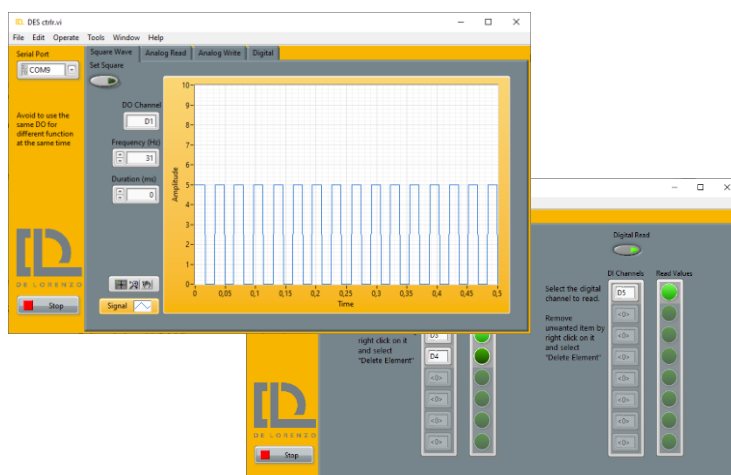 DES ctrlr.vi
File Edit Operate Tools Window Help
Serial Port
COM9
Avoid to use the
same DO for
different function
at the same time
DE LORENZO
Stop
Square Wave Analog Read Analog Write Digital
Set Square
DO Channel
D1
Frequency (Hz)
31
Duration (ms)
0
Signal
Amplitude
10
9
8
7
6
5
4
3
2
1
0
0 0,05 0,1 0,15 0,2 0,25 0,3 0,35 0,4 0,45 0,5
Time
unwanted item by
right click on it
and select
"Delete Element"
D3
D4
<0>
<0>
<0>
<0>
DE LORENZO
Stop
Digital Read
DI Channels Read Values
Select the digital
channel to read.
Remove
unwanted item by
right click on it
and select
"Delete Element"
D5
<0>
<0>
<0>
<0>
<0>
<0>
<0>